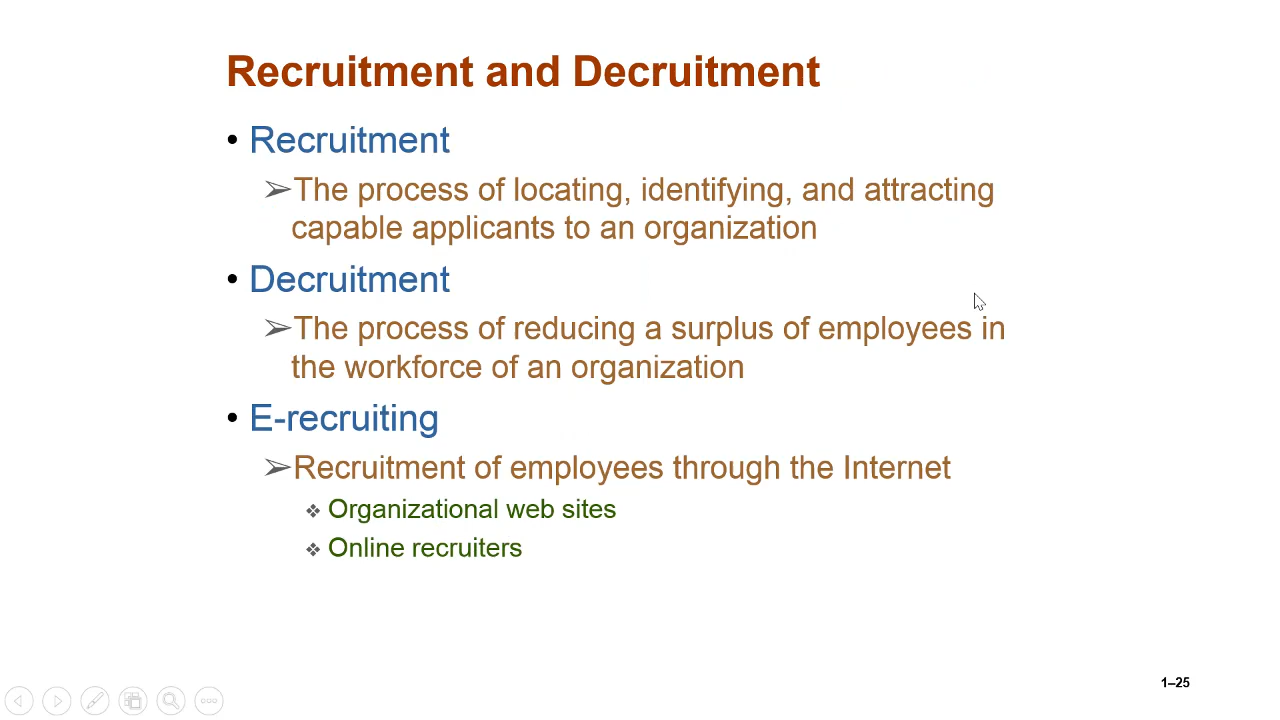 Recruitment and Decruitment
• Recruitment
➢The process of locating, identifying, and attracting
capable applicants to an organization
• Decruitment
➢The process of reducing a surplus of employees in
the workforce of an organization
• E-recruiting
➢Recruitment of employees through the Internet
❖ Organizational web sites
❖ Online recruiters
1–25